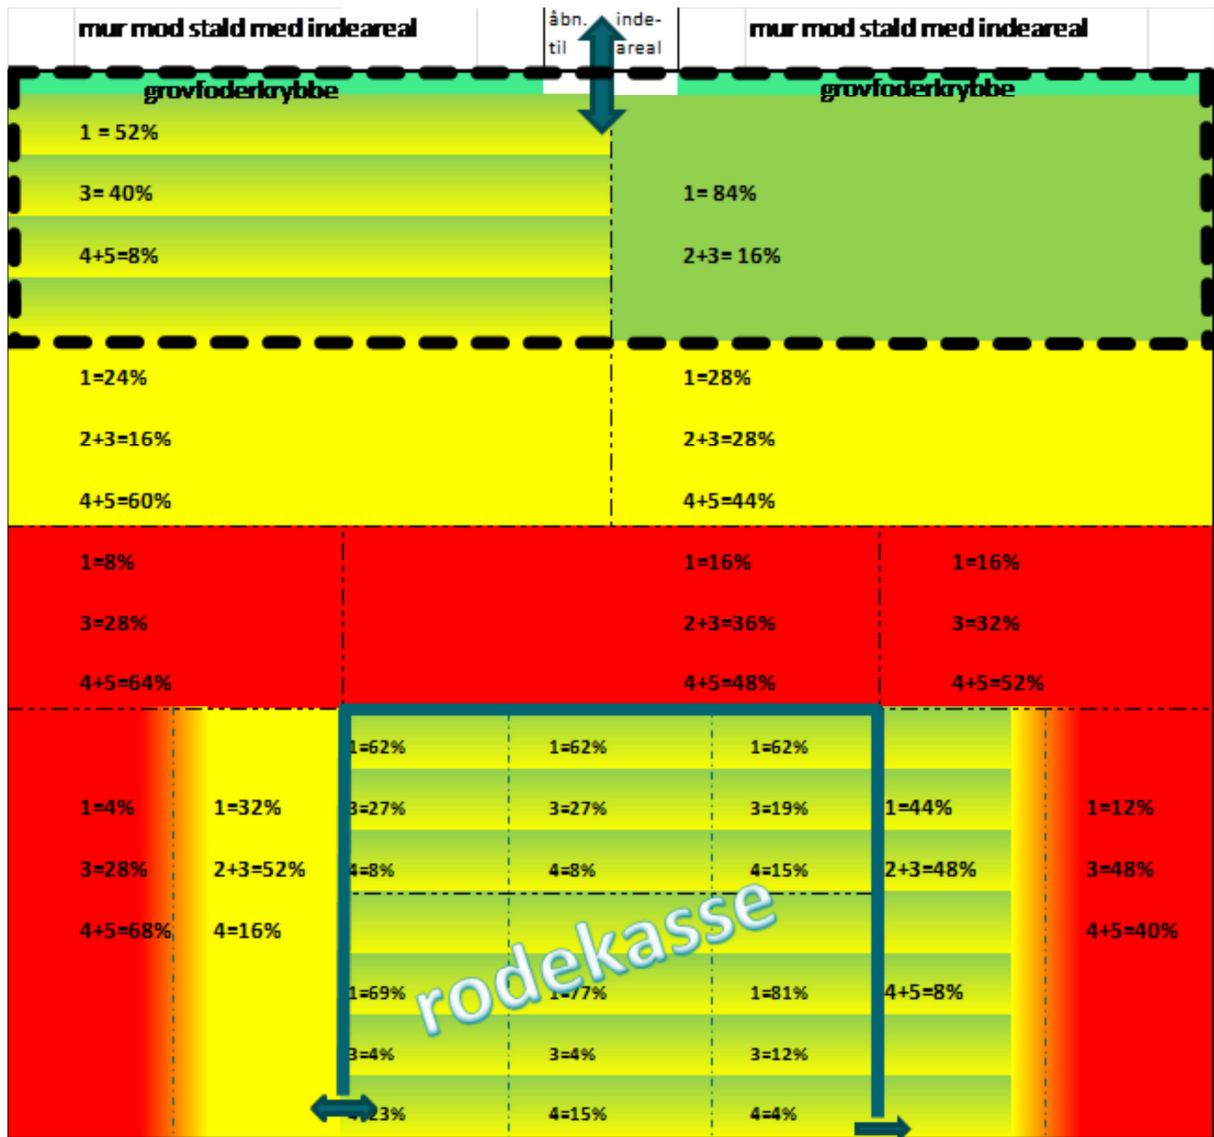 mur mod stald med indeareal
åbn. inde-
til areal
mur mod stald med indeareal
grovfoderkrybbe grovfoderkrybbe
1 = 52%
3= 40% 1= 84%
4+5=8% 2+3= 16%
1=24% 1=28%
2+3=16% 2+3=28%
4+5=60% 4+5=44%
1=8% 1=16% 1=16%
3=28% 2+3=36% 3=32%
4+5=64% 4+5=48% 4+5=52%
1=62% 1=62% 1=62%
1=4% 1=32% 3=27% 3=27% 3=19% 1=44% 1=12%
3=28% 2+3=52% 4=8% 4=8% 4=15% 2+3=48% 3=48%
4+5=68% 4=16% 4+5=40%
rodekasse
1=69% 1=77% 1=81% 4+5=8%
3=4% 3=4% 3=12%
4=23% 4=15% 4=4%